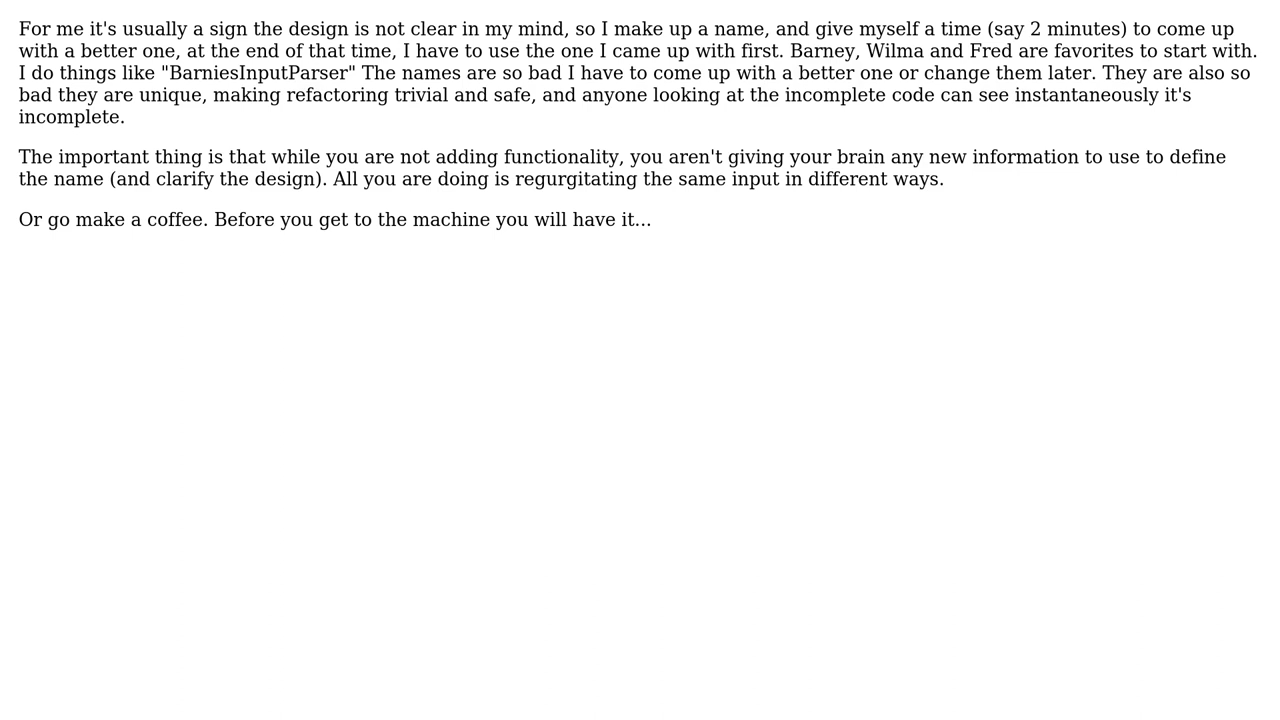 For me it's usually a sign the design is not clear in my mind, so I make up a name, and give myself a time (say 2 minutes) to come up
with a better one, at the end of that time, I have to use the one I came up with first. Barney, Wilma and Fred are favorites to start with.
I do things like "BarniesInputParser" The names are so bad I have to come up with a better one or change them later. They are also so
bad they are unique, making refactoring trivial and safe, and anyone looking at the incomplete code can see instantaneously it's
incomplete.
The important thing is that while you are not adding functionality, you aren't giving your brain any new information to use to define
the name (and clarify the design). All you are doing is regurgitating the same input in different ways.
Or go make a coffee. Before you get to the machine you will have it...